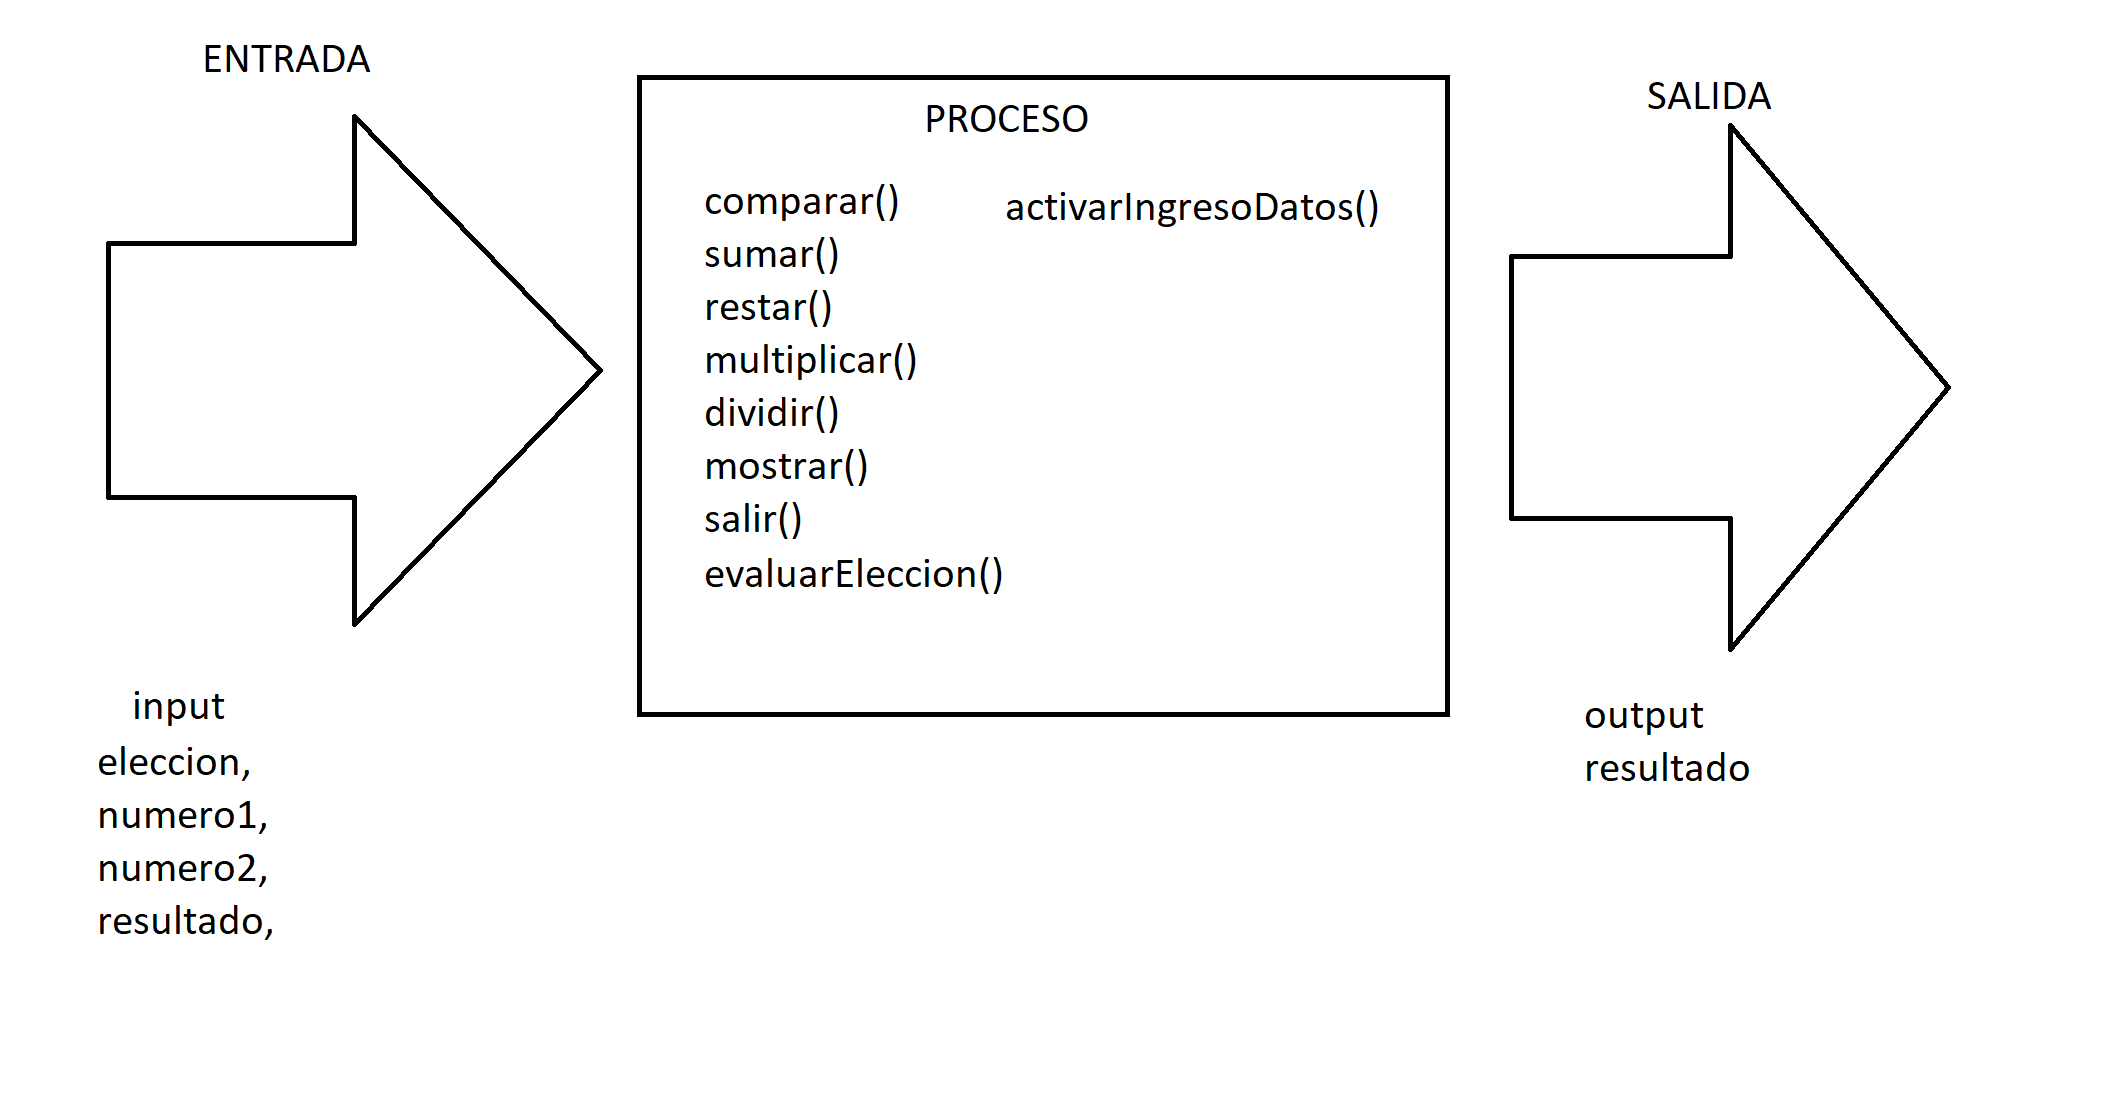 ENTRADA
input
eleccion,
numero1,
numero2,
resultado,
PROCESO
comparar()
sumar()
restar()
multiplicar()
dividir()
mostrar()
salir()
evaluarEleccion()
activarIngresoDatos()
SALIDA
output
resultado